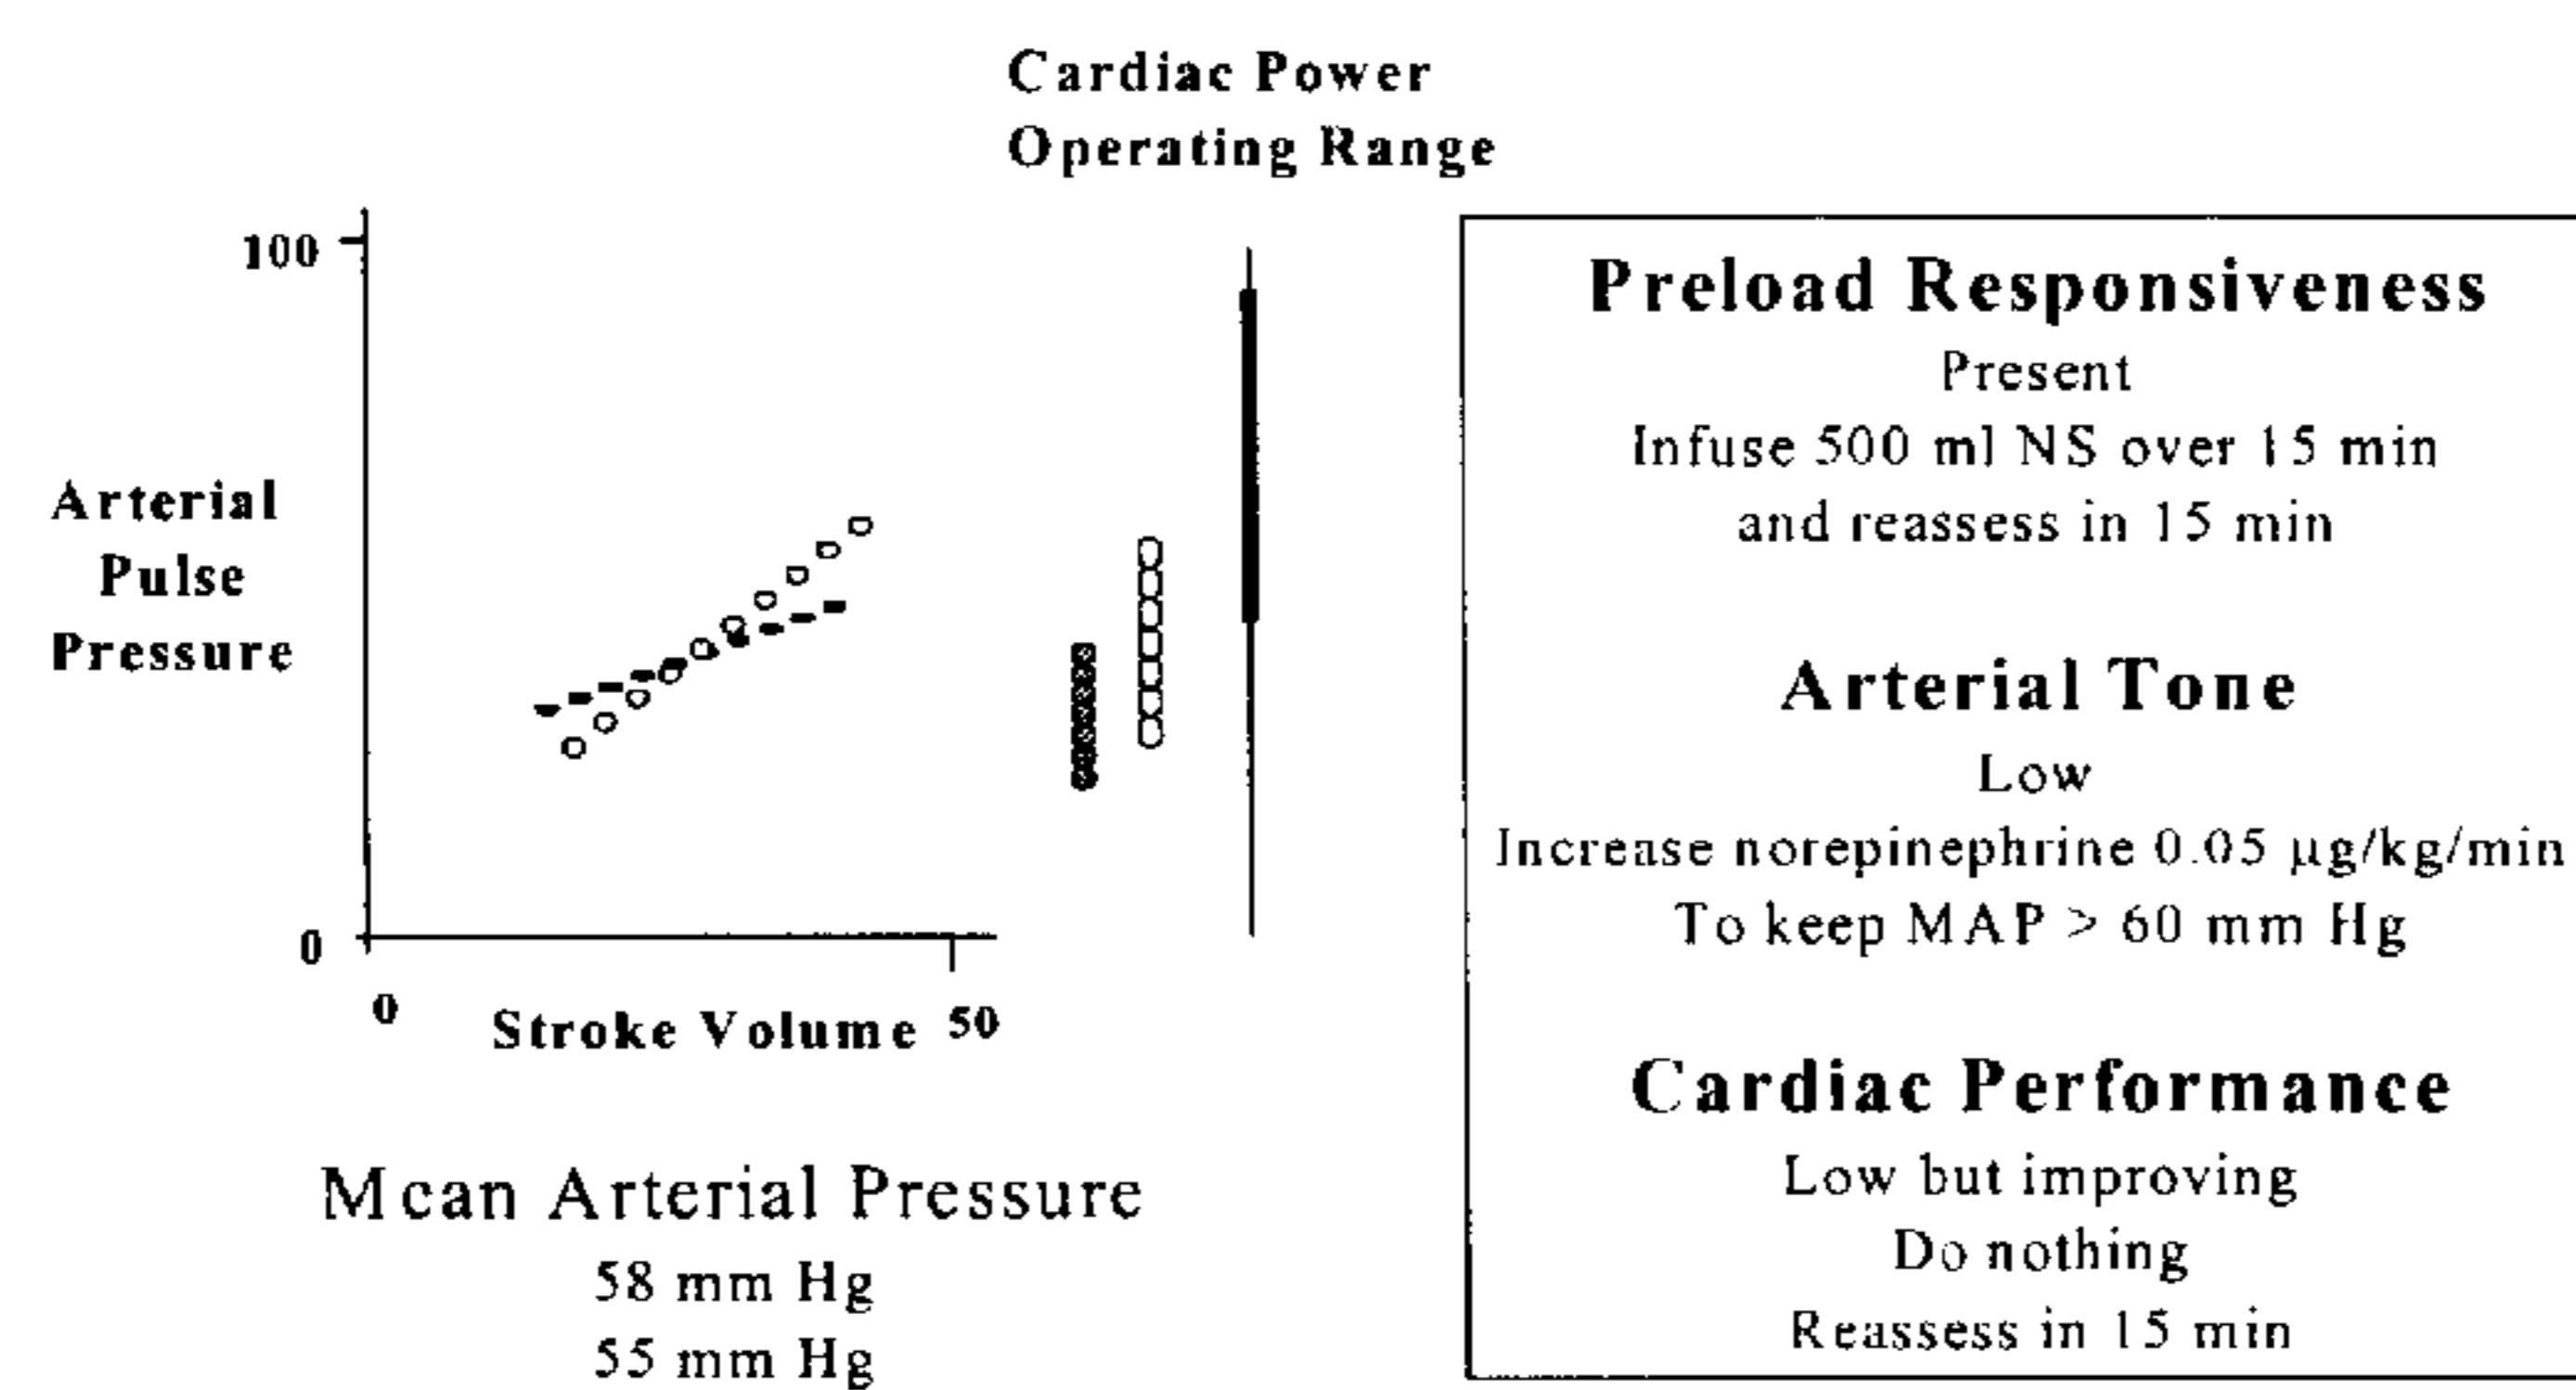 Cardiac Power
Operating Range
100
Arterial
Pulse
Pressure
0
0
Stroke Volume
50
Mean Arterial Pressure
58 mm Hg
55 mm Hg
Preload Responsiveness
Present
Infuse 500 ml NS over 15 min
and reassess in 15 min
Arterial Tone
Low
Increase norepinephrine 0.05 µg/kg/min
To keep MAP > 60 mm Hg
Cardiac Performance
Low but improving
Do nothing
Reassess in 15 min